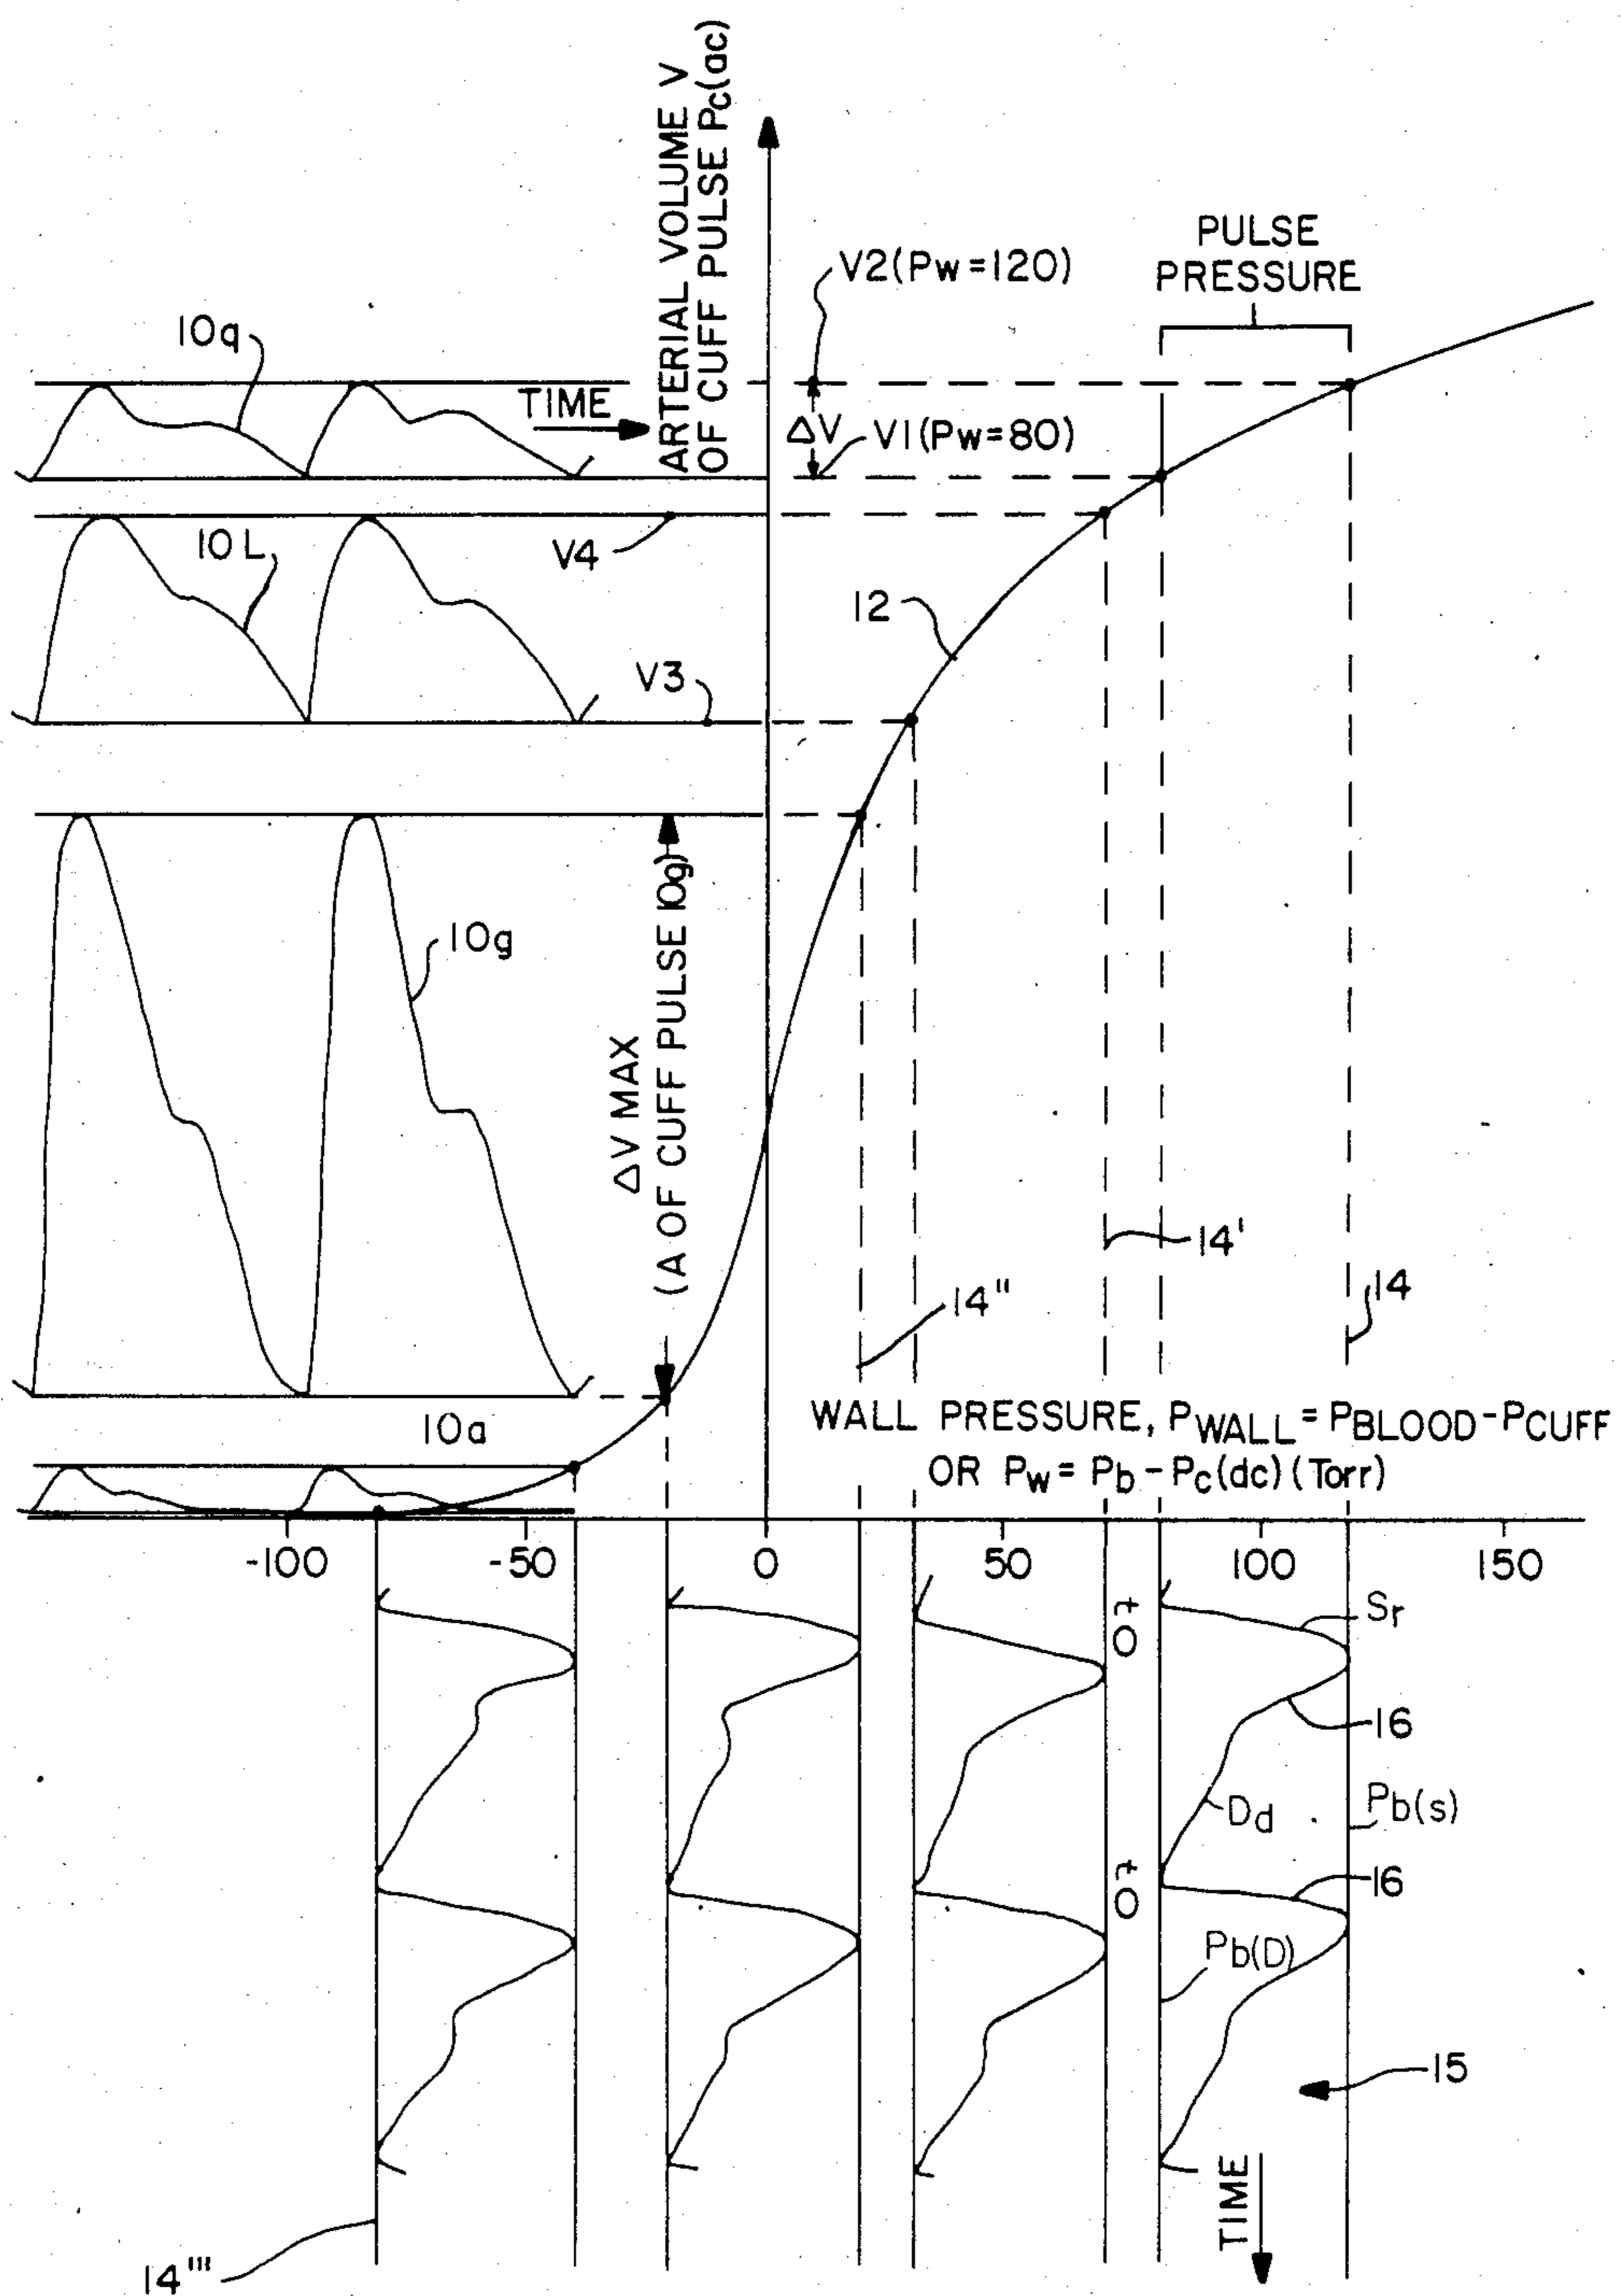 ARTERIAL VOLUME V
OF CUFF PULSE Pc(ac)
PULSE
PRESSURE
V2(Pw=120)
10q
TIME
ΔV
V1(Pw=80)
10L
V4
12
V3
10g
ΔV MAX
(A OF CUFF PULSE 10g)
14'
14"
14
10a
WALL PRESSURE, PWALL=PBLOOD-PCUFF
OR Pw=Pb-Pc(dc)(Torr)
-100
-50
0
50
100
150
to
Sr
16
Dd
Pb(s)
to
16
Pb(D)
15
TIME
14'''